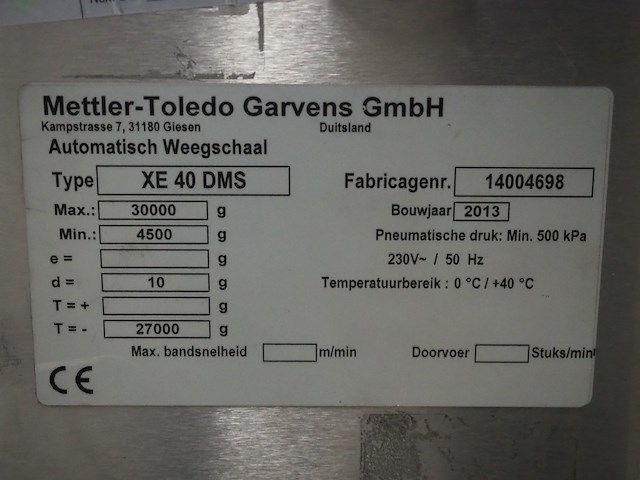 Mettler-Toledo Garvens GmbH
Kampstrasse 7, 31180 Giesen Duitsland
Automatisch Weegschaal
Type XE 40 DMS Fabricagenr. 14004698
Max.: 30000 g Bouwjaar 2013
Min.: 4500 g Pneumatische druk: Min. 500 kPa
e = g 230V~ / 50 Hz
d = 10 g Temperatuurbereik : 0 °C / +40 °C
T = + g
T = - 27000 g
Max. bandsnelheid m/min Doorvoer Stuks/min
CE